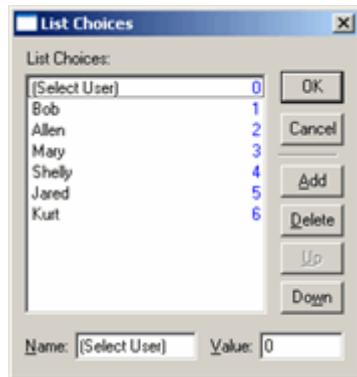 List Choices
List Choices:
(Select User) 0
Bob 1
Allen 2
Mary 3
Shelly 4
Jared 5
Kurt 6
OK
Cancel
Add
Delete
Up
Down
Name: (Select User) Value: 0